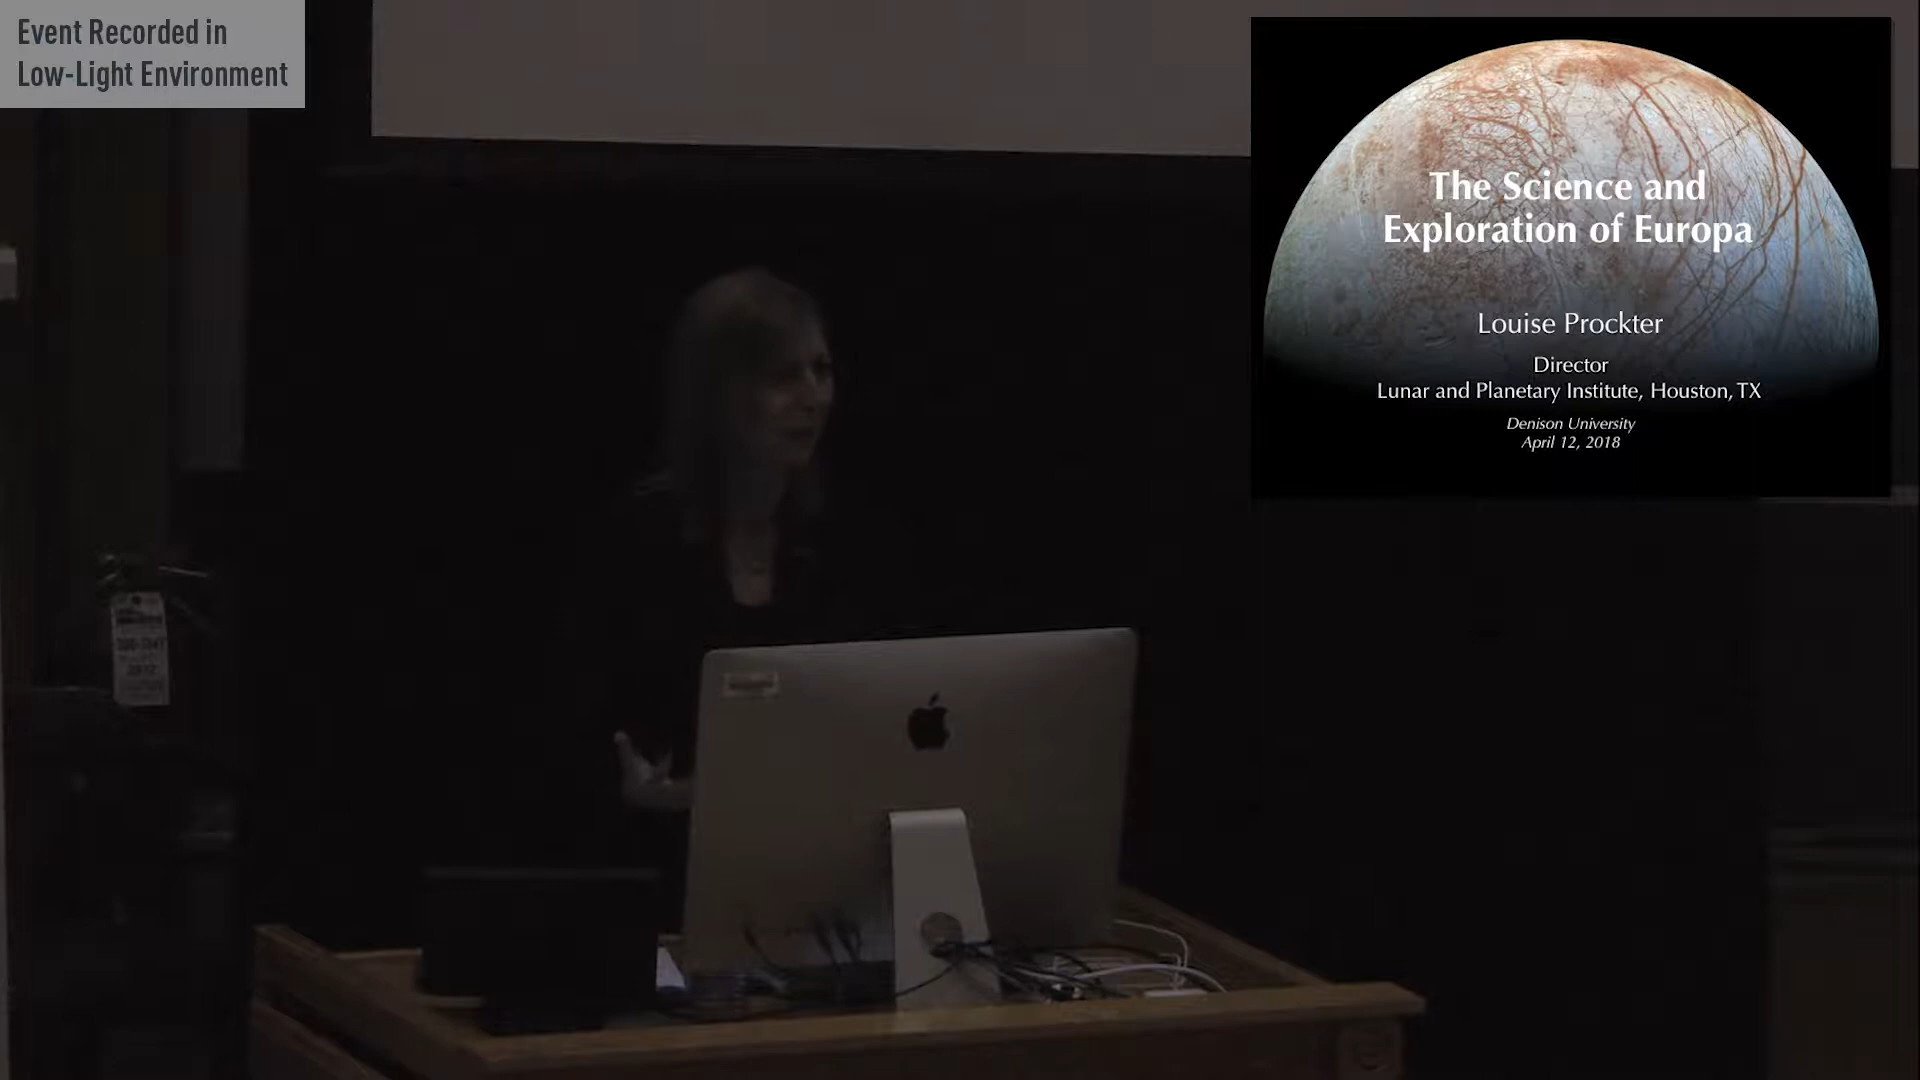 Event Recorded in
Low-Light Environment
The Science and
Exploration of Europa
Louise Prockter
Director
Lunar and Planetary Institute, Houston, TX
Denison University
April 12, 2018